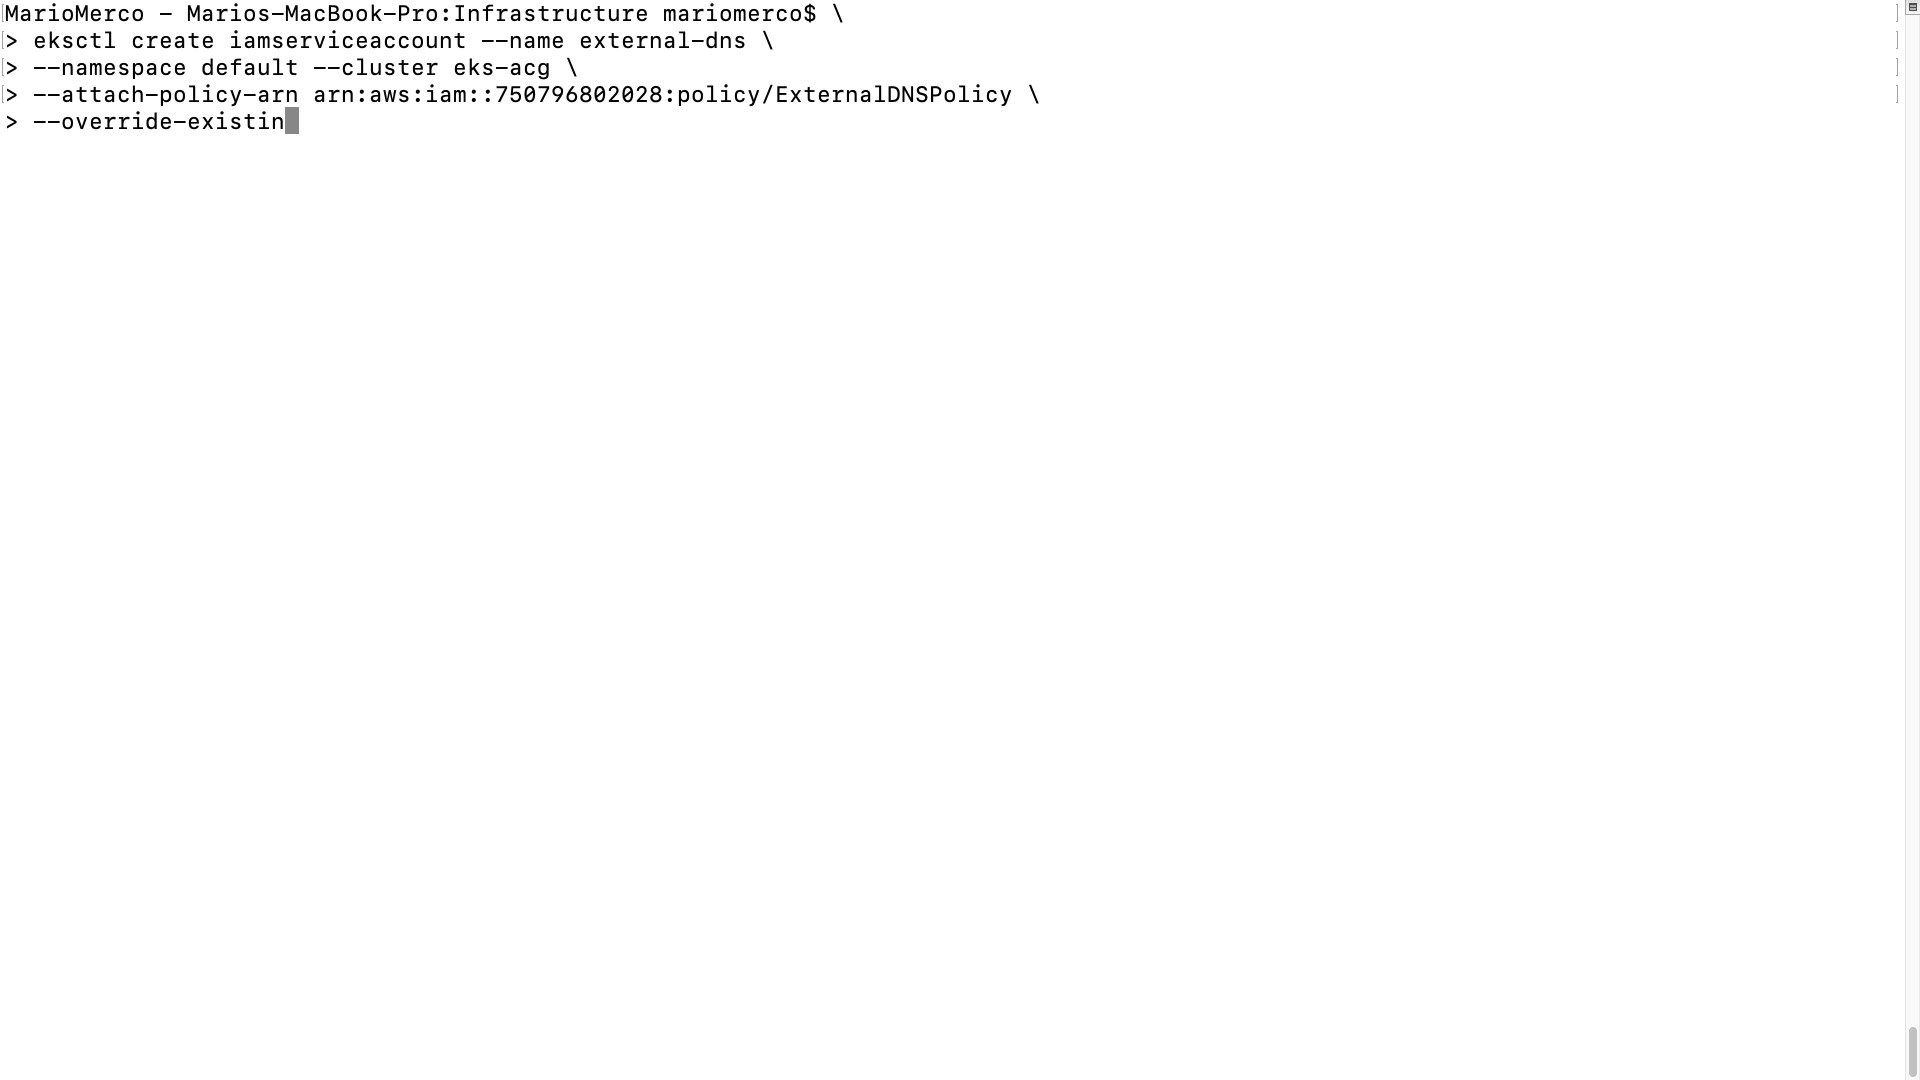 MarioMerco - Marios-MacBook-Pro:Infrastructure mariomerco$ \
> eksctl create iamserviceaccount --name external-dns \
> --namespace default --cluster eks-acg \
> --attach-policy-arn arn:aws:iam::750796802028:policy/ExternalDNSPolicy \
> --override-existin